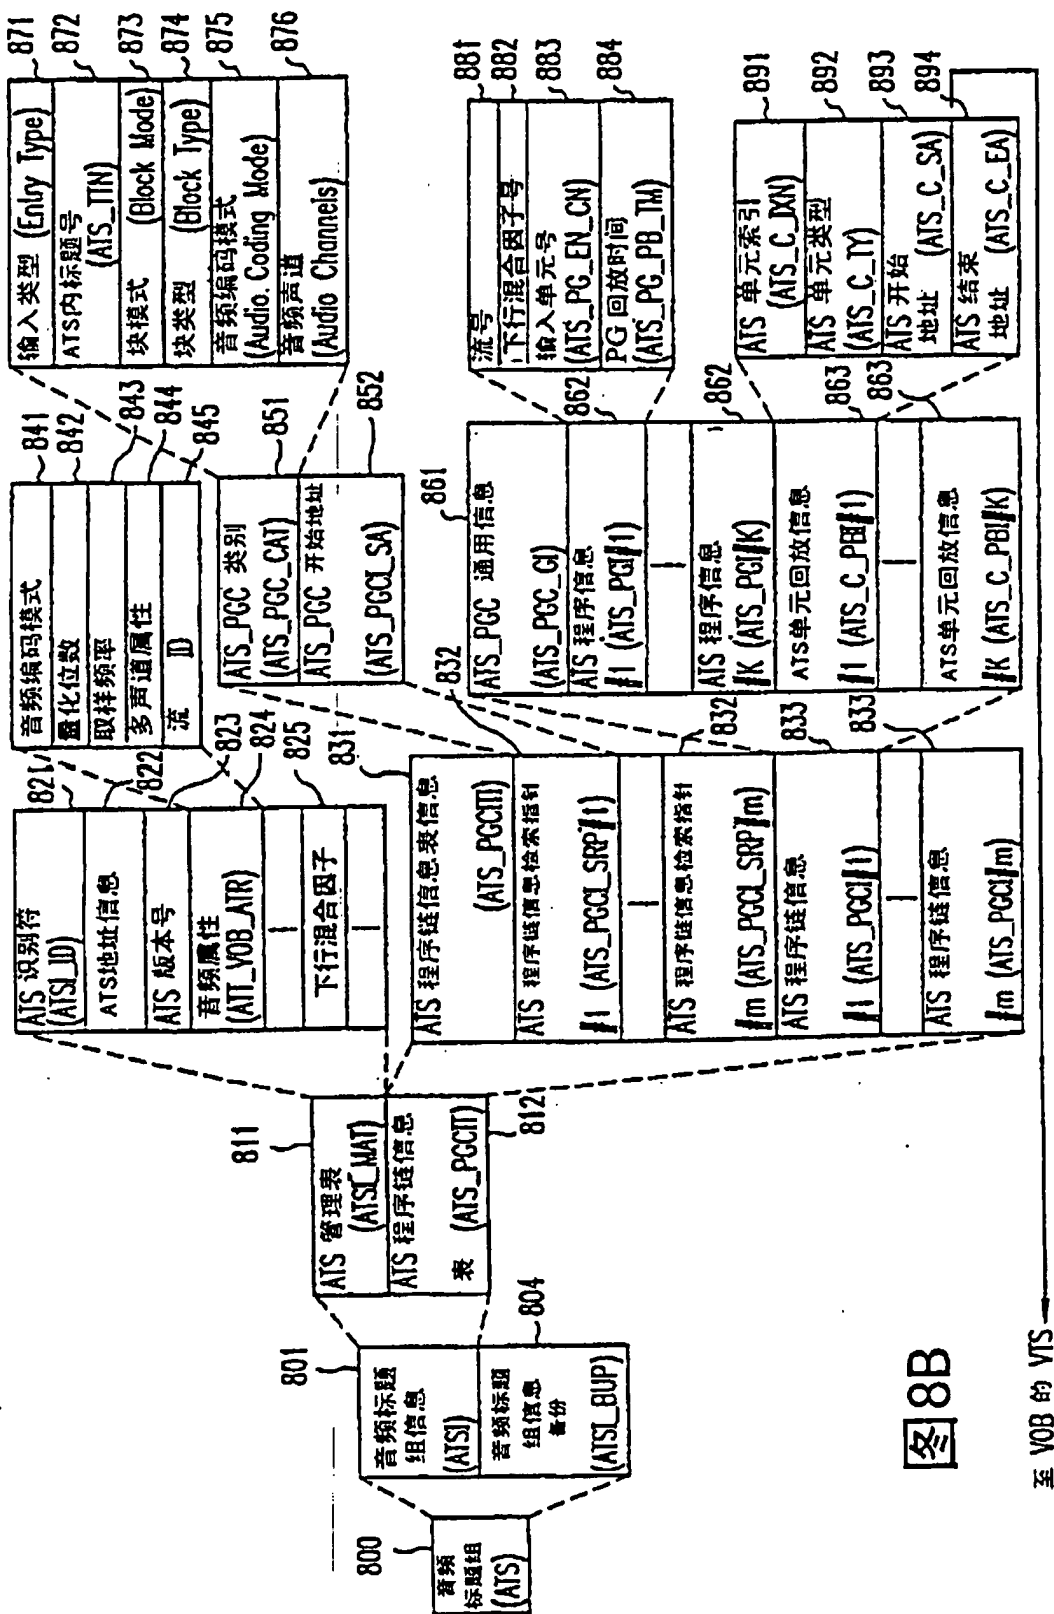 800
音频
标题组
(ATS)
801
音频标题
组信息
(ATSI)
音频标题
组信息
备份
(ATSI_BUP)
804
811
ATS 管理表
(ATSI_MAT)
ATS 程序链信息
表 (ATS_PGCIT)
812
821
ATS 识别符
(ATSI_ID)
822
ATS地址信息
823
ATS 版本号
824
音频属性
(ATT_VOB_ATR)
825
下行混合因子
831
ATS 程序链信息表信息
(ATS_PGCITI)
832
ATS 程序链信息检索指针
#1 (ATS_PGCI_SRP#1)
832
ATS 程序链信息检索指针
#m (ATS_PGCI_SRP#m)
833
ATS 程序链信息
#1 (ATS_PGCI#1)
833
ATS 程序链信息
#m (ATS_PGCI#m)
841
音频编码模式
842
量化位数
843
取样频率
844
多声道属性
845
流 ID
851
ATS_PGC 类别
(ATS_PGC_CAT)
852
ATS_PGC 开始地址
(ATS_PGCI_SA)
861
ATS_PGC 通用信息
(ATS_PGC_GI)
862
ATS 程序信息
#1 (ATS_PGI#1)
862
ATS 程序信息
#K (ATS_PGI#K)
863
ATS单元回放信息
#1 (ATS_C_PBI#1)
863
ATS单元回放信息
#K (ATS_C_PBI#K)
871
输入类型 (Entry Type)
872
ATS内标题号
(ATS_TTN)
873
块模式 (Block Mode)
874
块类型 (Block Type)
875
音频编码模式
(Audio. Coding Mode)
876
音频声道
(Audio Channels)
881
流号
882
下行混合因子号
883
输入单元号
(ATS_PG_EN_CN)
884
PG 回放时间
(ATS_PG_PB_TM)
891
ATS 单元索引
(ATS_C_IXN)
892
ATS 单元类型
(ATS_C_TY)
893
ATS 开始
地址 (ATS_C_SA)
894
ATS 结束
地址 (ATS_C_EA)
图8B
至 VOB 的 VTS